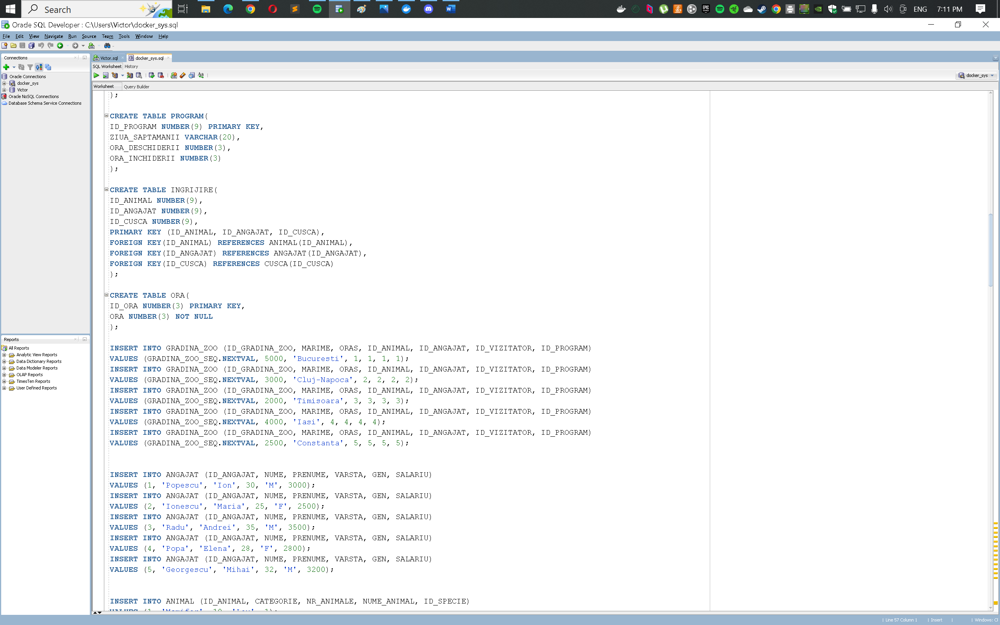 Search
ENG
7:11 PM
Oracle SQL Developer : C:\Users\Victor\docker_sys.sql
File Edit View Navigate Run Source Team Tools Window Help
Connections
Oracle Connections
docker_sys
Victor
Oracle NoSQL Connections
Database Schema Service Connections
Reports
All Reports
Analytic View Reports
Data Dictionary Reports
Data Modeler Reports
OLAP Reports
TimesTen Reports
User Defined Reports
Victor.sql
docker_sys.sql
SQL Worksheet History
docker_sys
Worksheet Query Builder
);
CREATE TABLE PROGRAM(
ID_PROGRAM NUMBER(9) PRIMARY KEY,
ZIUA_SAPTAMANII VARCHAR(20),
ORA_DESCHIDERII NUMBER(3),
ORA_INCHIDERII NUMBER(3)
);
CREATE TABLE INGRIJIRE(
ID_ANIMAL NUMBER(9),
ID_ANGAJAT NUMBER(9),
ID_CUSCA NUMBER(9),
PRIMARY KEY (ID_ANIMAL, ID_ANGAJAT, ID_CUSCA),
FOREIGN KEY(ID_ANIMAL) REFERENCES ANIMAL(ID_ANIMAL),
FOREIGN KEY(ID_ANGAJAT) REFERENCES ANGAJAT(ID_ANGAJAT),
FOREIGN KEY(ID_CUSCA) REFERENCES CUSCA(ID_CUSCA)
);
CREATE TABLE ORA(
ID_ORA NUMBER(3) PRIMARY KEY,
ORA NUMBER(3) NOT NULL
);
INSERT INTO GRADINA_ZOO (ID_GRADINA_ZOO, MARIME, ORAS, ID_ANIMAL, ID_ANGAJAT, ID_VIZITATOR, ID_PROGRAM)
VALUES (GRADINA_ZOO_SEQ.NEXTVAL, 5000, 'Bucuresti', 1, 1, 1, 1);
INSERT INTO GRADINA_ZOO (ID_GRADINA_ZOO, MARIME, ORAS, ID_ANIMAL, ID_ANGAJAT, ID_VIZITATOR, ID_PROGRAM)
VALUES (GRADINA_ZOO_SEQ.NEXTVAL, 3000, 'Cluj-Napoca', 2, 2, 2, 2);
INSERT INTO GRADINA_ZOO (ID_GRADINA_ZOO, MARIME, ORAS, ID_ANIMAL, ID_ANGAJAT, ID_VIZITATOR, ID_PROGRAM)
VALUES (GRADINA_ZOO_SEQ.NEXTVAL, 2000, 'Timisoara', 3, 3, 3, 3);
INSERT INTO GRADINA_ZOO (ID_GRADINA_ZOO, MARIME, ORAS, ID_ANIMAL, ID_ANGAJAT, ID_VIZITATOR, ID_PROGRAM)
VALUES (GRADINA_ZOO_SEQ.NEXTVAL, 4000, 'Iasi', 4, 4, 4, 4);
INSERT INTO GRADINA_ZOO (ID_GRADINA_ZOO, MARIME, ORAS, ID_ANIMAL, ID_ANGAJAT, ID_VIZITATOR, ID_PROGRAM)
VALUES (GRADINA_ZOO_SEQ.NEXTVAL, 2500, 'Constanta', 5, 5, 5, 5);
INSERT INTO ANGAJAT (ID_ANGAJAT, NUME, PRENUME, VARSTA, GEN, SALARIU)
VALUES (1, 'Popescu', 'Ion', 30, 'M', 3000);
INSERT INTO ANGAJAT (ID_ANGAJAT, NUME, PRENUME, VARSTA, GEN, SALARIU)
VALUES (2, 'Ionescu', 'Maria', 25, 'F', 2500);
INSERT INTO ANGAJAT (ID_ANGAJAT, NUME, PRENUME, VARSTA, GEN, SALARIU)
VALUES (3, 'Radu', 'Andrei', 35, 'M', 3500);
INSERT INTO ANGAJAT (ID_ANGAJAT, NUME, PRENUME, VARSTA, GEN, SALARIU)
VALUES (4, 'Popa', 'Elena', 28, 'F', 2800);
INSERT INTO ANGAJAT (ID_ANGAJAT, NUME, PRENUME, VARSTA, GEN, SALARIU)
VALUES (5, 'Georgescu', 'Mihai', 32, 'M', 3200);
INSERT INTO ANIMAL (ID_ANIMAL, CATEGORIE, NR_ANIMALE, NUME_ANIMAL, ID_SPECIE)
Line 57 Column 1
Insert
Windows: